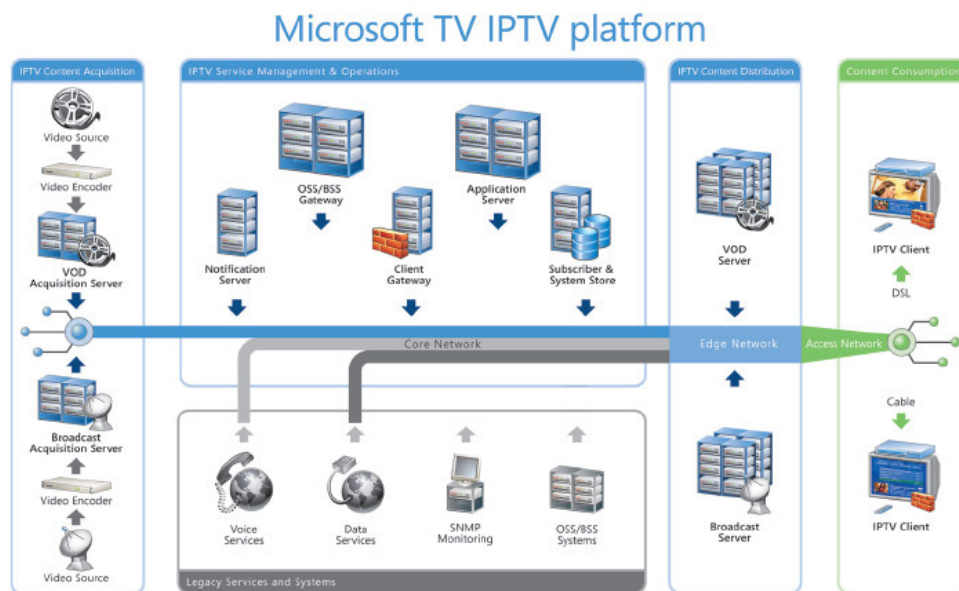 Microsoft TV IPTV platform
IPTV Content Acquisition
Video Source
Video Encoder
VOD
Acquisition Server
Broadcast
Acquisition Server
Video Encoder
Video Source
IPTV Service Management & Operations
OSS/BSS
Gateway
Application
Server
Notification
Server
Client
Gateway
Subscriber &
System Store
Core Network
Voice
Services
Data
Services
SNMP
Monitoring
OSS/BSS
Systems
Legacy Services and Systems
IPTV Content Distribution
VOD
Server
Edge Network
Broadcast
Server
Content Consumption
IPTV Client
DSL
Access Network
Cable
IPTV Client